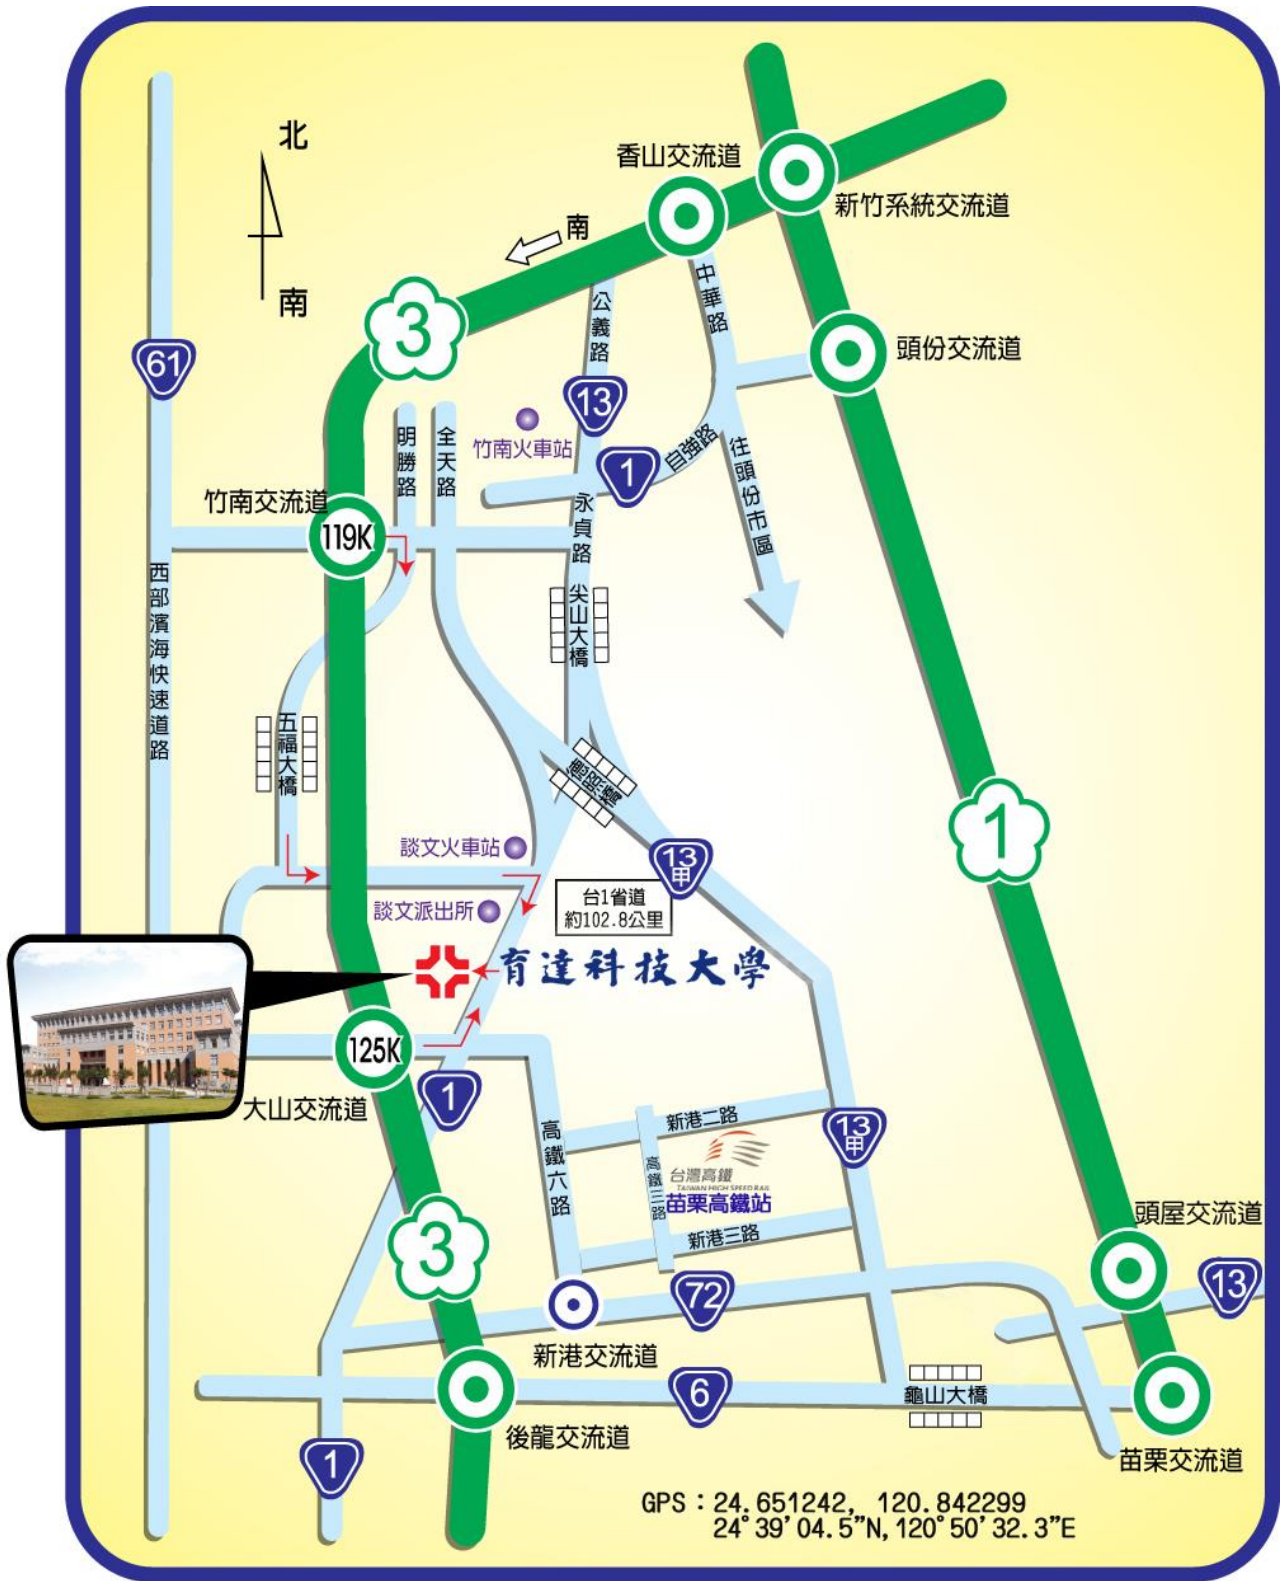 北
南
南
香山交流道
新竹系統交流道
中華路
公義路
3
頭份交流道
61
13
竹南火車站
明勝路
全天路
1
自強路
往頭份市區
竹南交流道
119K
永貞路
尖山大橋
西部濱海快速道路
五福大橋
德照橋
1
13甲
談文火車站
台1省道
約102.8公里
談文派出所
育達科技大學
125K
大山交流道
1
高鐵六路
新港二路
13甲
高鐵三路
台灣高鐵
TAIWAN HIGH SPEED RAIL
苗栗高鐵站
新港三路
3
頭屋交流道
13
72
新港交流道
6
龜山大橋
後龍交流道
苗栗交流道
1
GPS：24.651242, 120.842299
24°39'04.5"N, 120°50'32.3"E